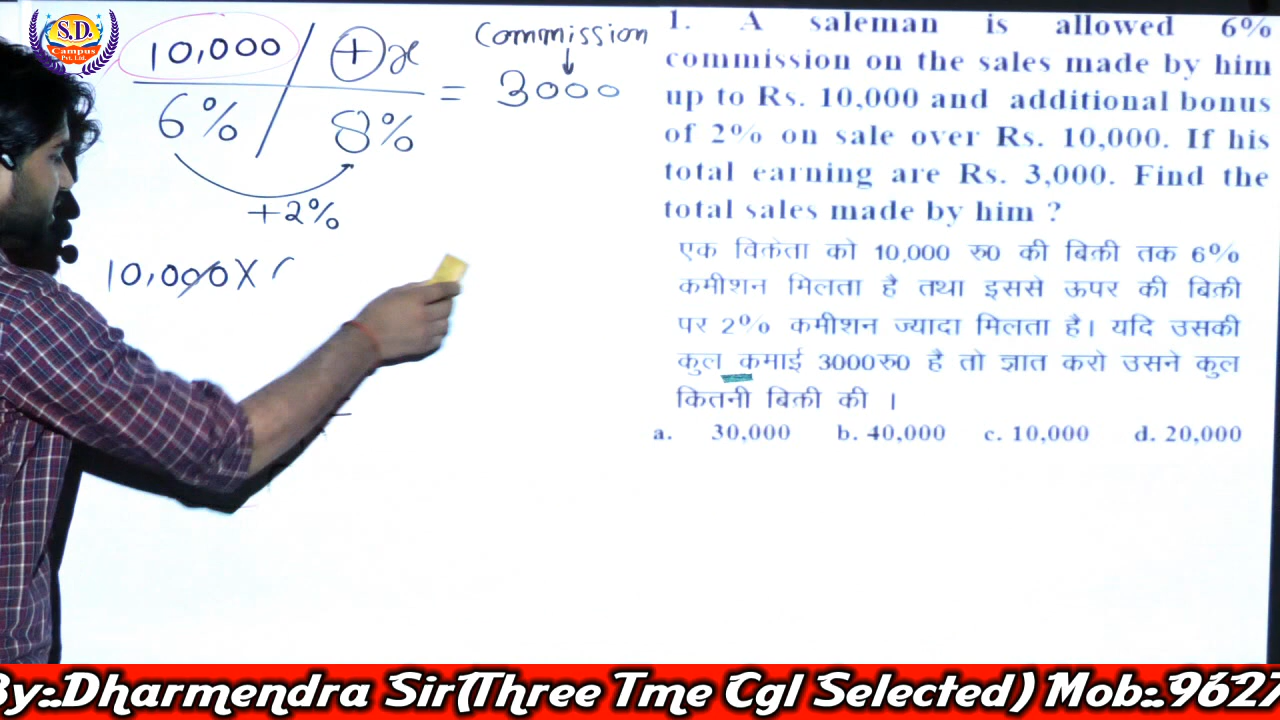 S.D.
Campus
Pvt. Ltd.
10,000 / + x
6% / 8%
+2%
Commission
= 3000
10,000 X
1. A saleman is allowed 6%
commission on the sales made by him
up to Rs. 10,000 and additional bonus
of 2% on sale over Rs. 10,000. If his
total earning are Rs. 3,000. Find the
total sales made by him ?
एक विक्रेता को 10,000 रु0 की बिक्री तक 6%
कमीशन मिलता है तथा इससे ऊपर की बिक्री
पर 2% कमीशन ज्यादा मिलता है। यदि उसकी
कुल कमाई 3000रु0 है तो ज्ञात करो उसने कुल
कितनी बिक्री की ।
a. 30,000 b. 40,000 c. 10,000 d. 20,000
By:.Dharmendra Sir(Three Tme Cgl Selected) Mob:.9627